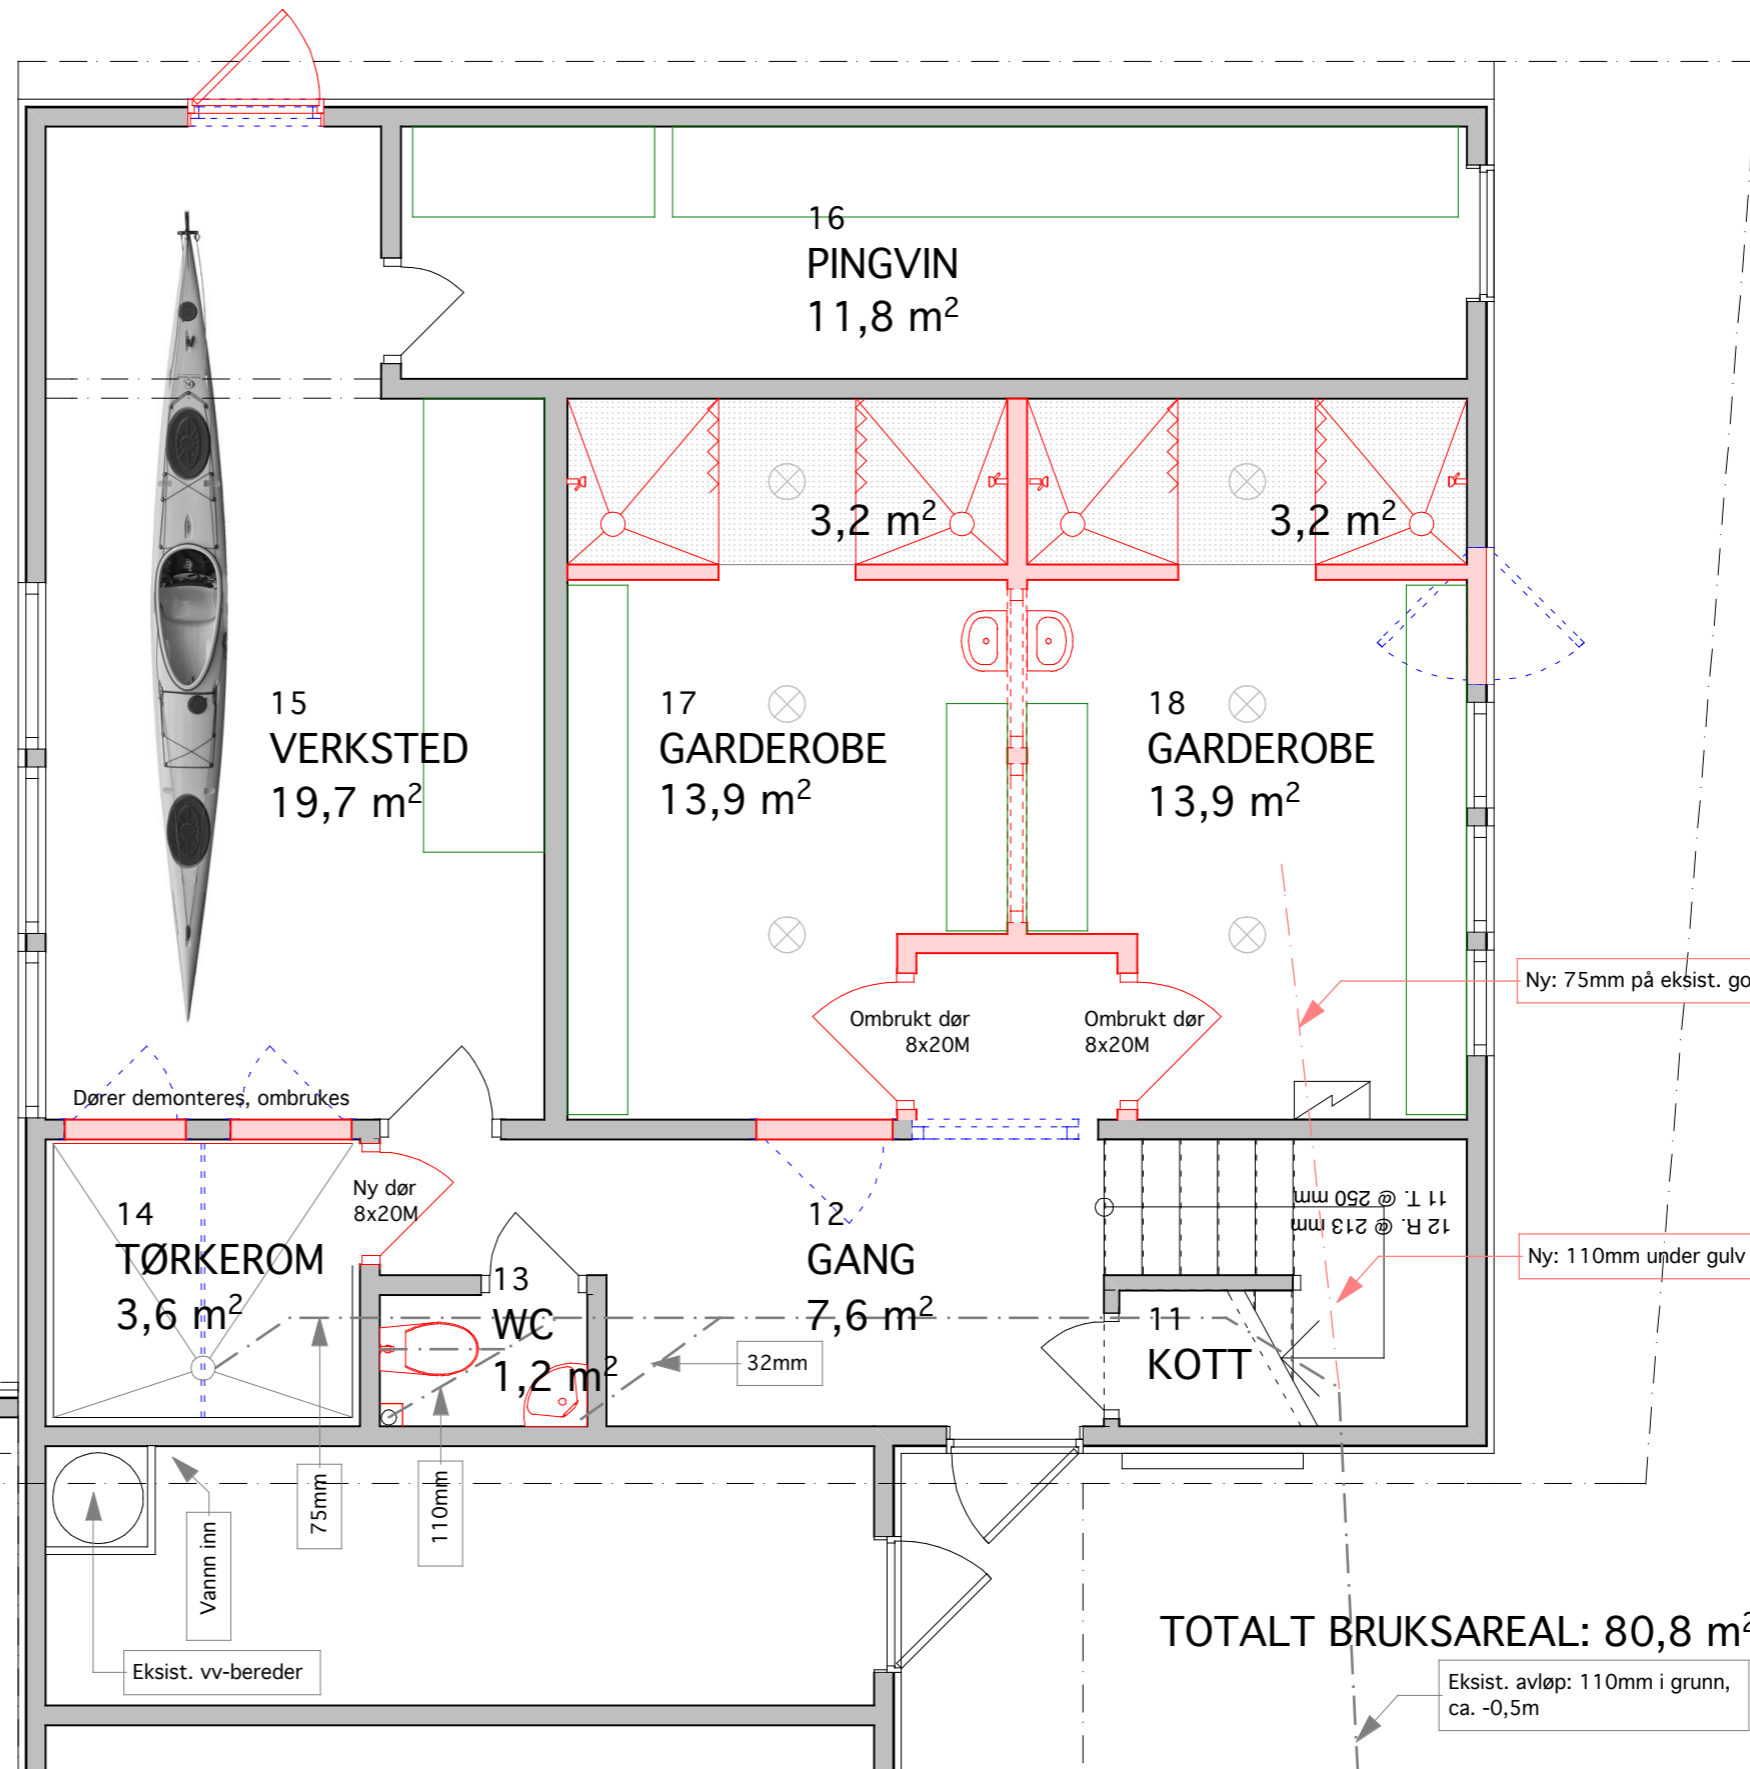 16
PINGVIN
11,8 m²
3,2 m²
3,2 m²
15
VERKSTED
19,7 m²
17
GARDEROBE
13,9 m²
18
GARDEROBE
13,9 m²
Ny: 75mm på eksist. go
Ombrukt dør
8x20M
Ombrukt dør
8x20M
Dører demonteres, ombrukes
Ny dør
8x20M
14
TØRKEROM
3,6 m²
13
WC
1,2 m²
12
GANG
7,6 m²
12 R. @ 213 mm
11 T. @ 250 mm
Ny: 110mm under gulv
11
KOTT
32mm
75mm
110mm
Vannn inn
Eksist. vv-bereder
TOTALT BRUKSAREAL: 80,8 m²
Eksist. avløp: 110mm i grunn,
ca. -0,5m